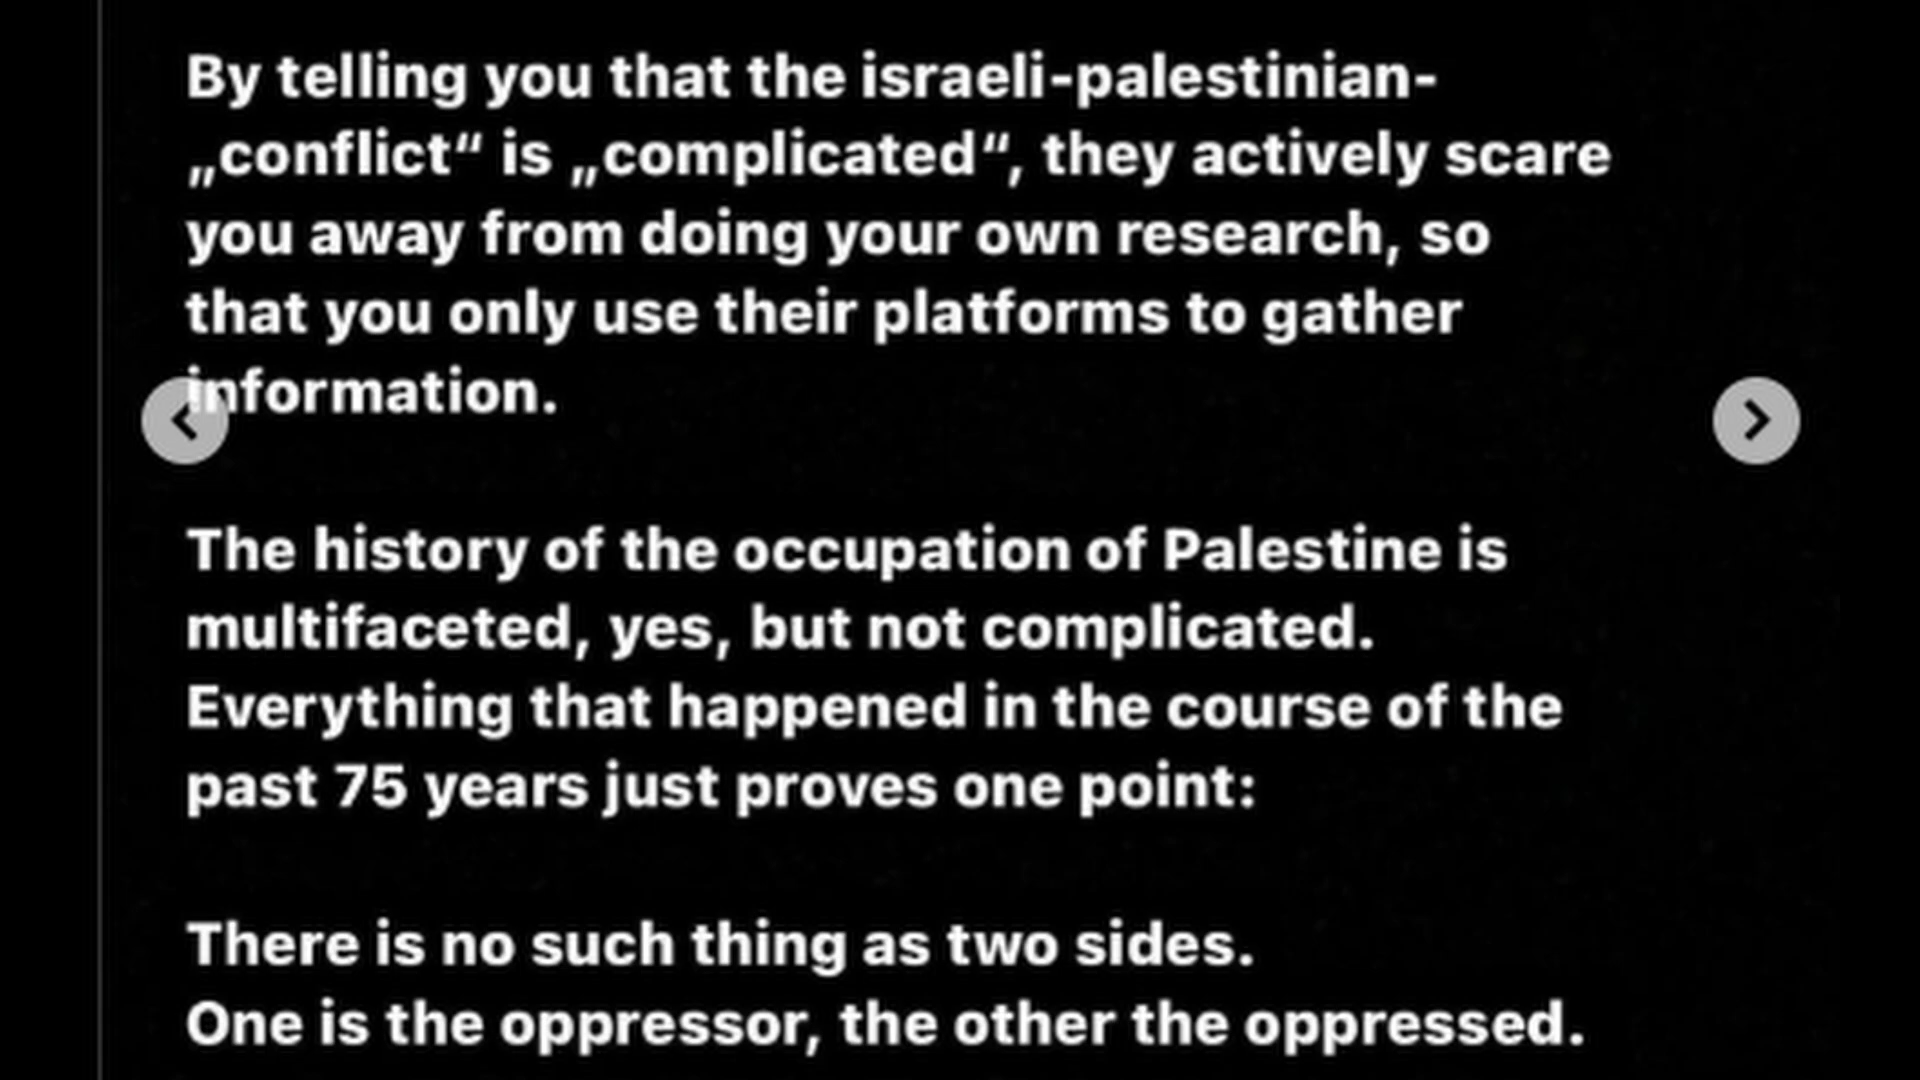 By telling you that the israeli-palestinian-
„conflict“ is „complicated“, they actively scare
you away from doing your own research, so
that you only use their platforms to gather
information.
The history of the occupation of Palestine is
multifaceted, yes, but not complicated.
Everything that happened in the course of the
past 75 years just proves one point:
There is no such thing as two sides.
One is the oppressor, the other the oppressed.